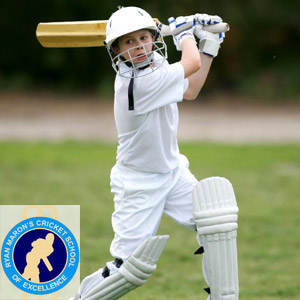 RYAN MARON'S CRICKET SCHOOL
OF EXCELLENCE